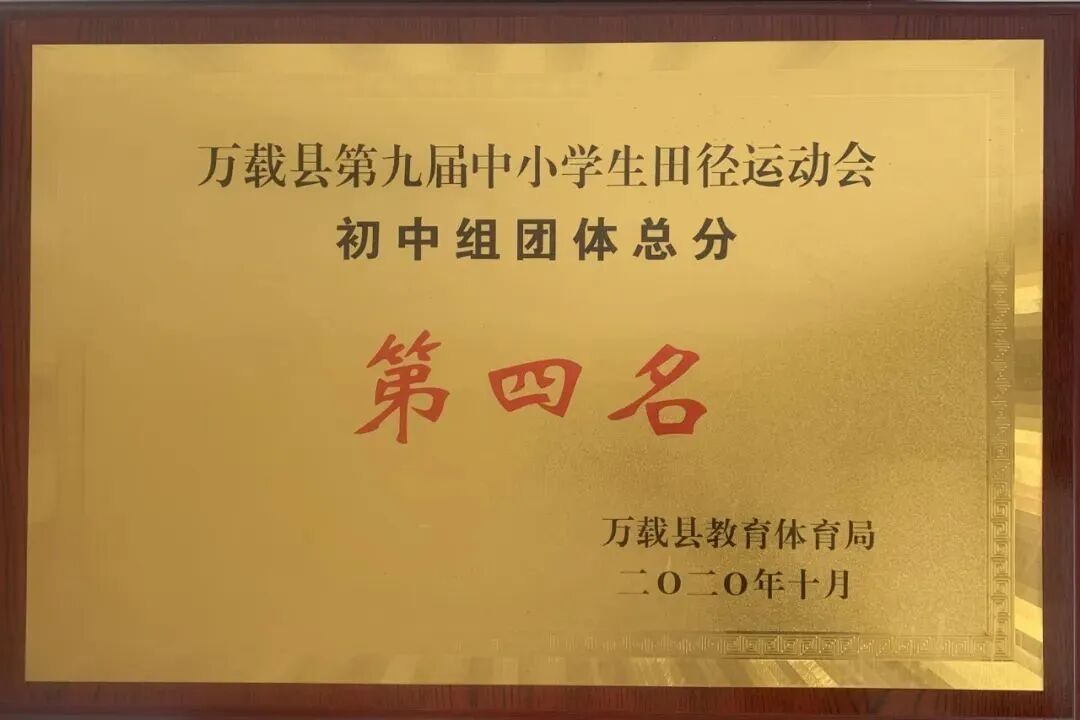 万载县第九届中小学生田径运动会
初中组团体总分
第四名
万载县教育体育局
二〇二〇年十月